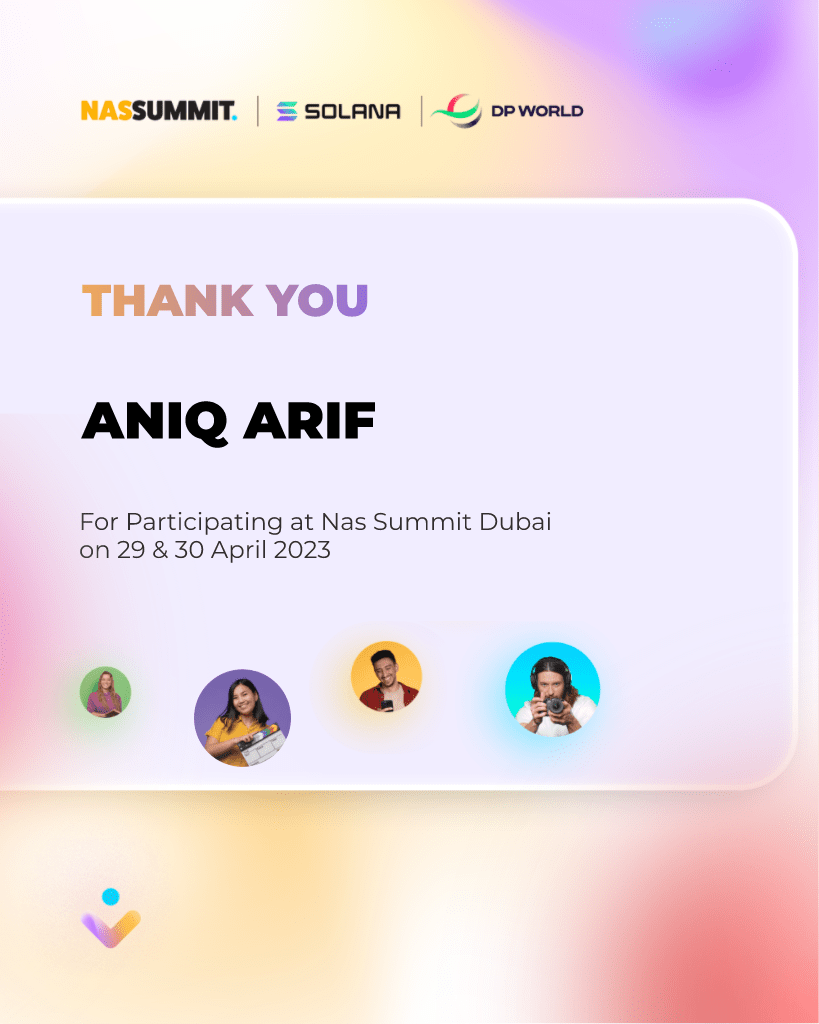 NASSUMMIT.
SOLANA
DP WORLD
THANK YOU
ANIQ ARIF
For Participating at Nas Summit Dubai
on 29 & 30 April 2023